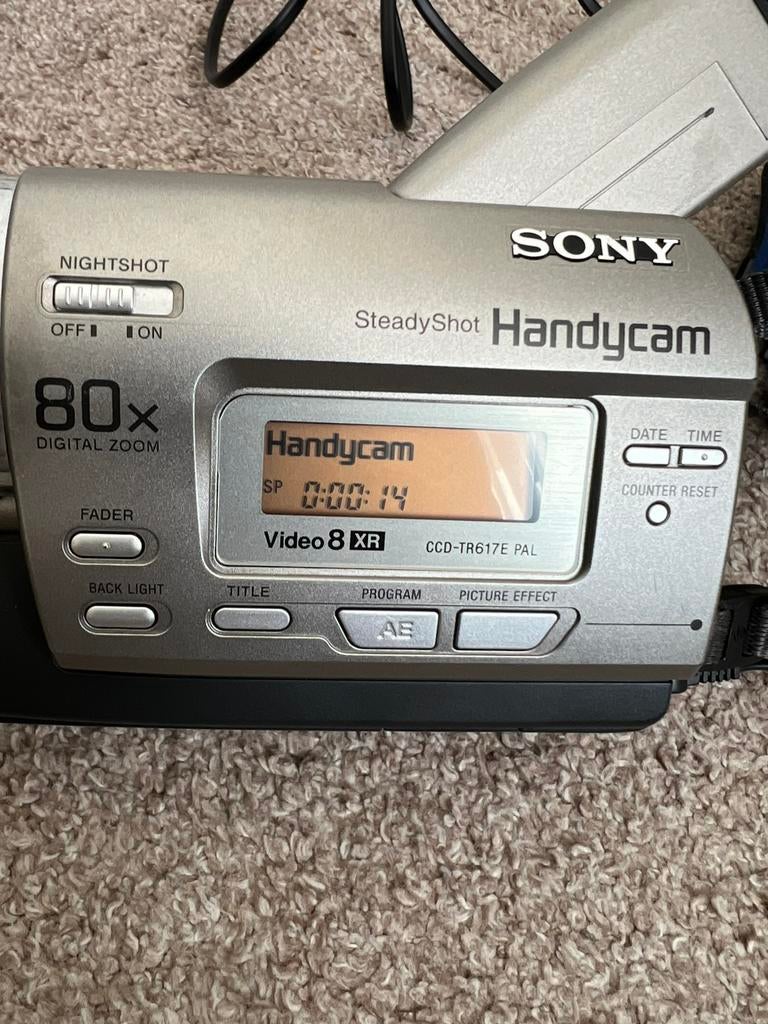 SONY
NIGHTSHOT
OFF ON
SteadyShot Handycam
80x
DIGITAL ZOOM
Handycam
SP 0:00:14
Video 8 XR
CCD-TR617E PAL
DATE TIME
COUNTER RESET
FADER
BACK LIGHT
TITLE
PROGRAM
AE
PICTURE EFFECT